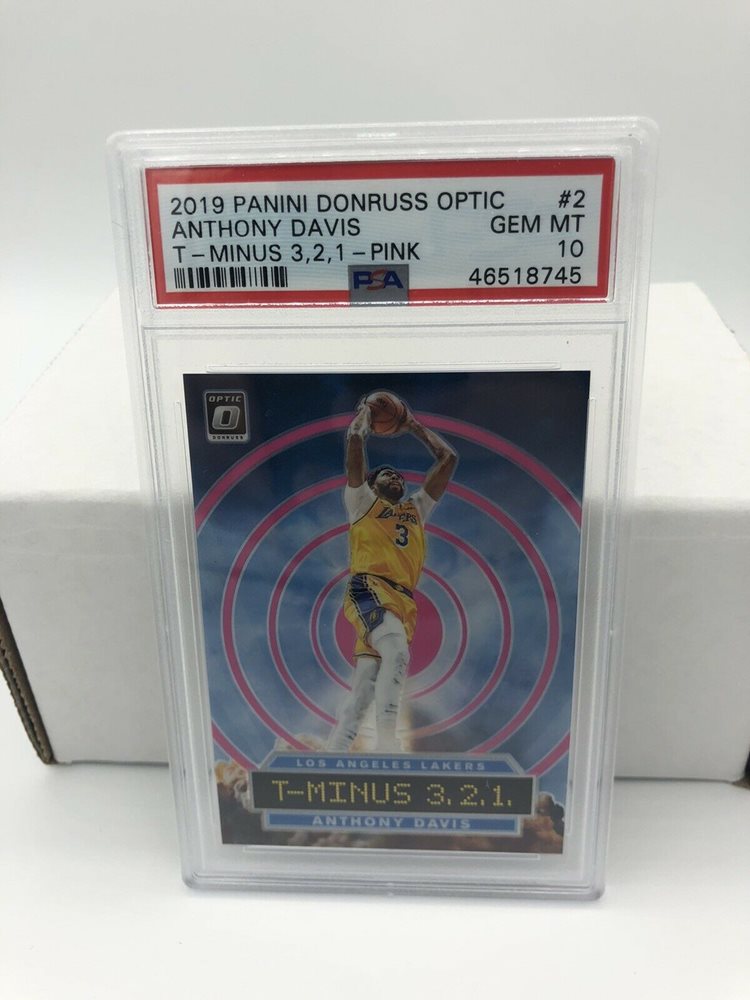 2019 PANINI DONRUSS OPTIC #2
ANTHONY DAVIS GEM MT
T-MINUS 3,2,1-PINK 10
PSA 46518745
OPTIC
DONRUSS
LAKERS
3
LOS ANGELES LAKERS
T-MINUS 3.2.1.
ANTHONY DAVIS